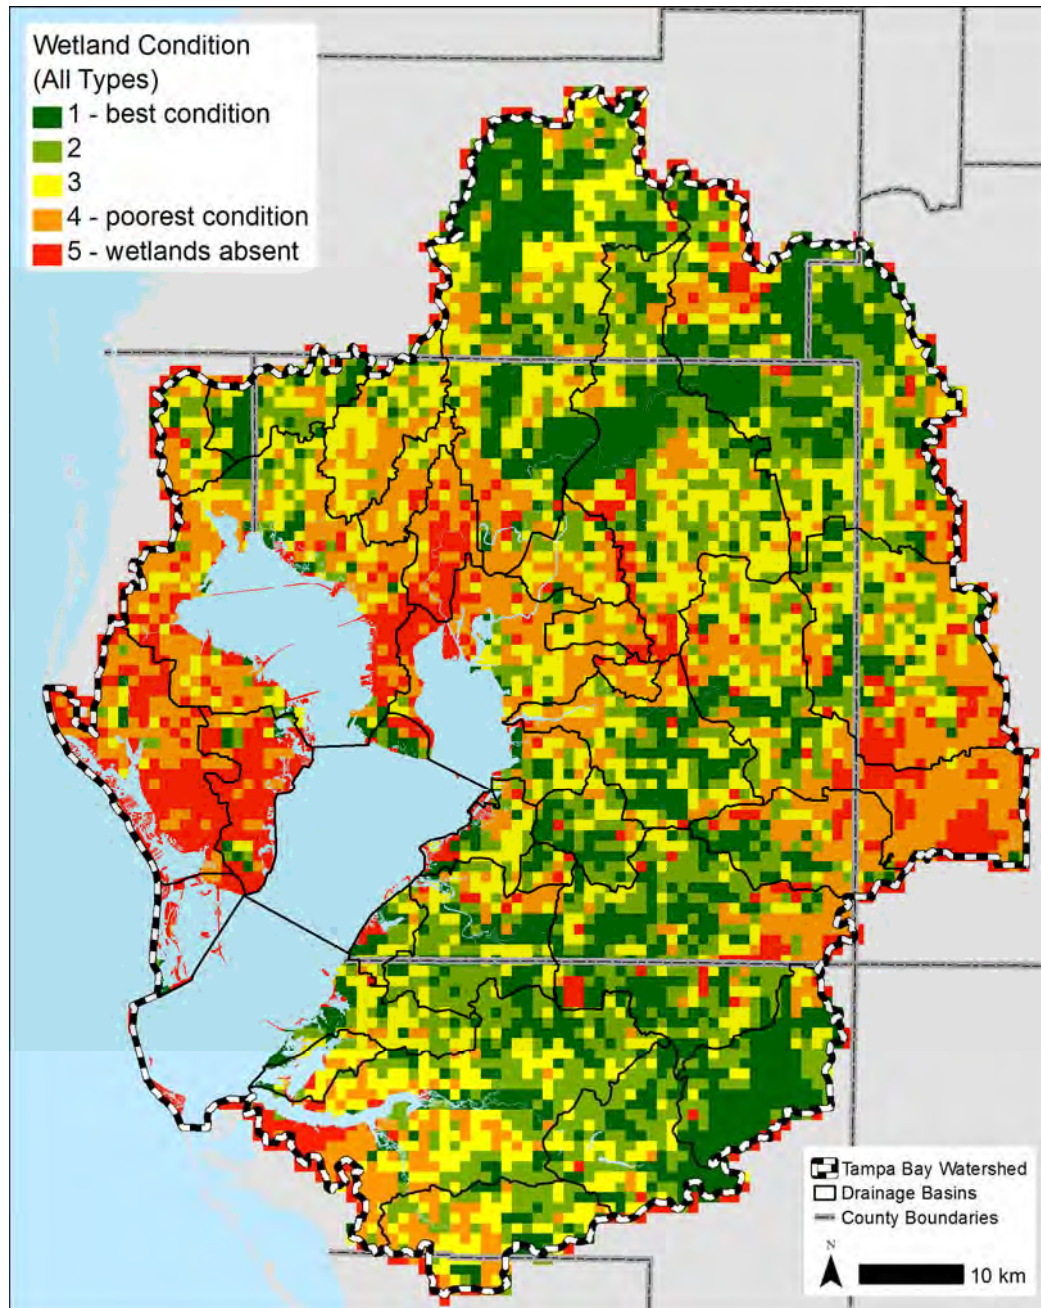 Wetland Condition
(All Types)
1 - best condition
2
3
4 - poorest condition
5 - wetlands absent
Tampa Bay Watershed
Drainage Basins
County Boundaries
N
10 km